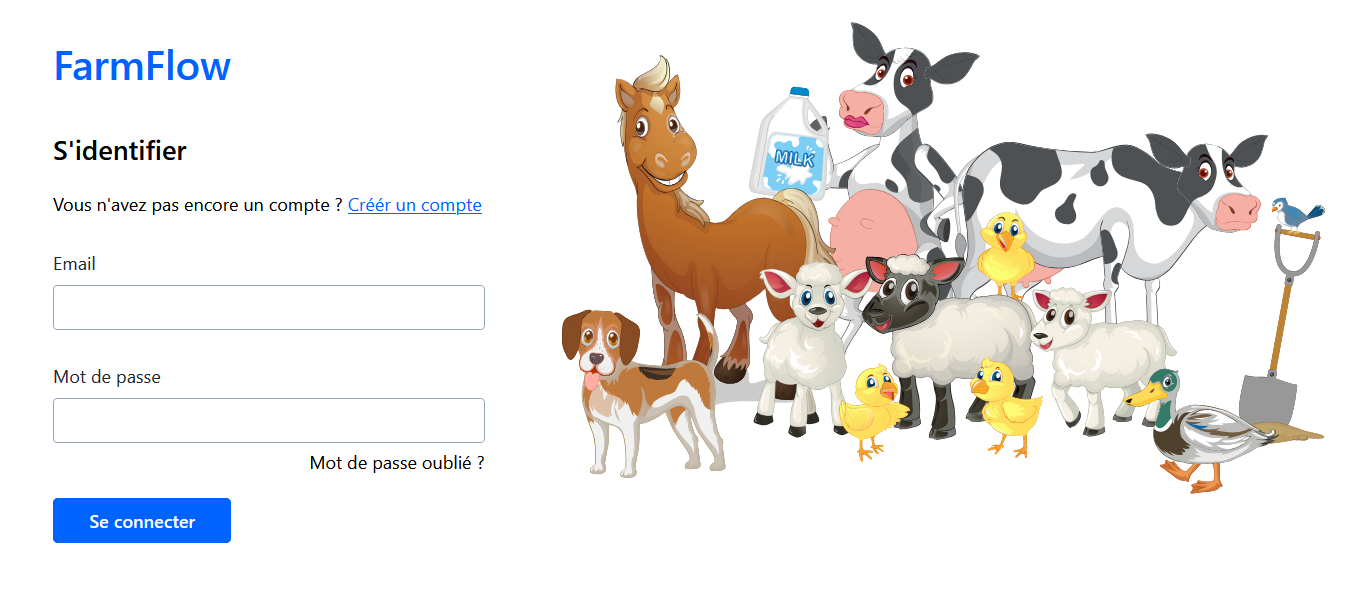 FarmFlow
S'identifier
Vous n'avez pas encore un compte ? Créér un compte
Email
Mot de passe
Mot de passe oublié ?
Se connecter
MILK